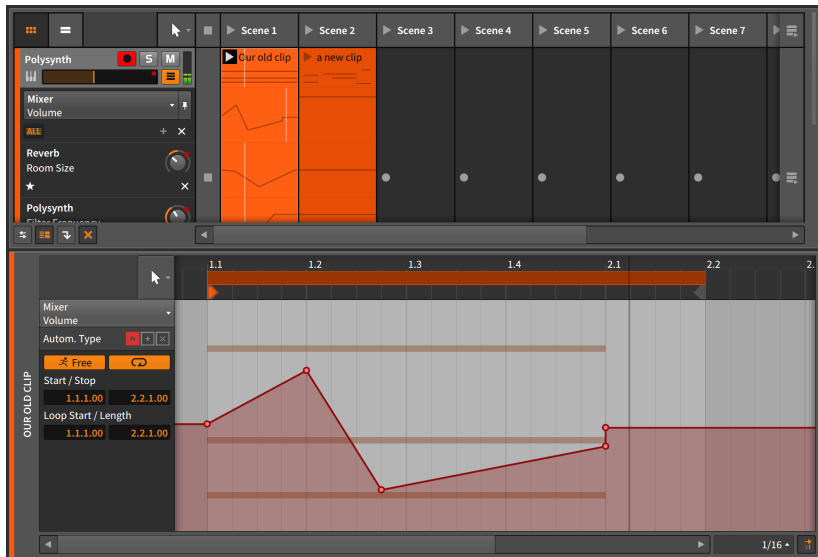 Scene 1
Scene 2
Scene 3
Scene 4
Scene 5
Scene 6
Scene 7
Polysynth
S
M
Our old clip
a new clip
Mixer
Volume
ALL
Reverb
Room Size
Polysynth
Filter Frequency
1.1
1.2
1.3
1.4
2.1
2.2
2.
Mixer
Volume
Autom. Type
A
Free
Start / Stop
1.1.1.00
2.2.1.00
Loop Start / Length
1.1.1.00
2.2.1.00
OUR OLD CLIP
1/16